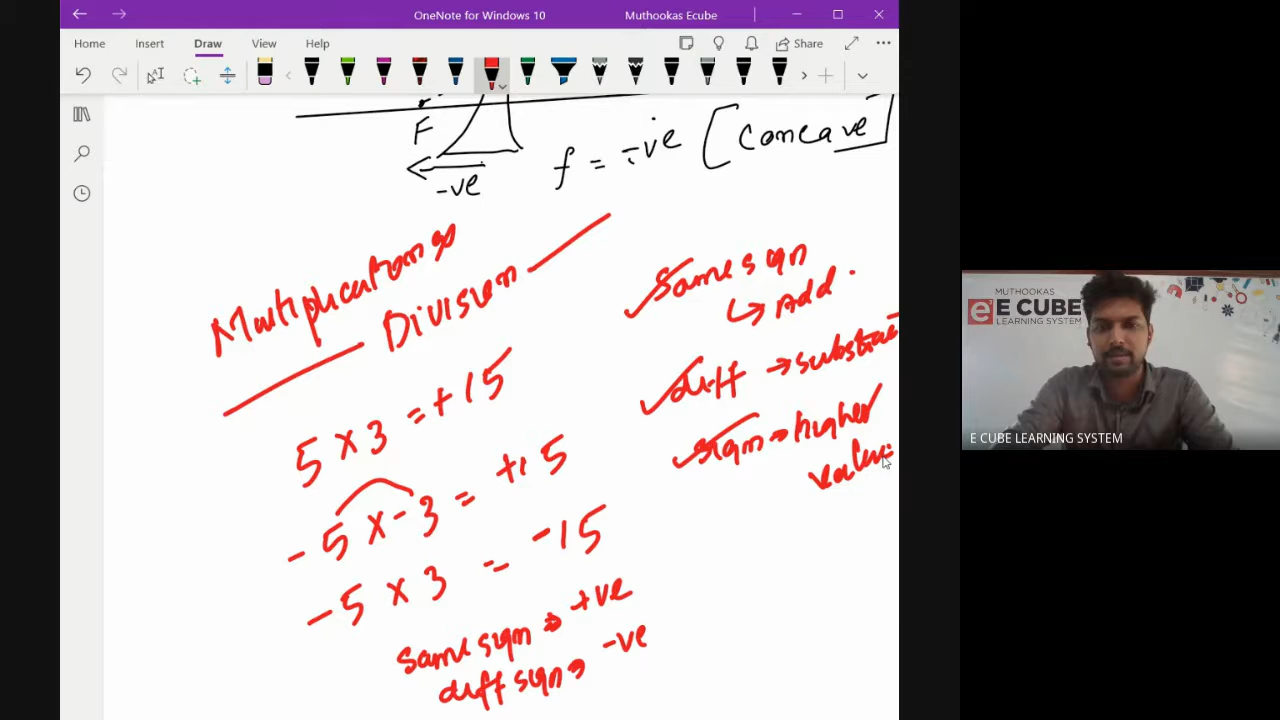 OneNote for Windows 10
Muthookas Ecube
Home
Insert
Draw
View
Help
Share
F
-ve
f = -ve [Concave]
Multiplication
Division
5 x 3 = +15
-5 x -3 = +15
-5 x 3 = -15
same sign → +ve
diff sign → -ve
same sign
↳ Add.
diff → substract
sign → higher
value
MUTHOOKAS
e E CUBE
LEARNING SYSTEM
E CUBE LEARNING SYSTEM